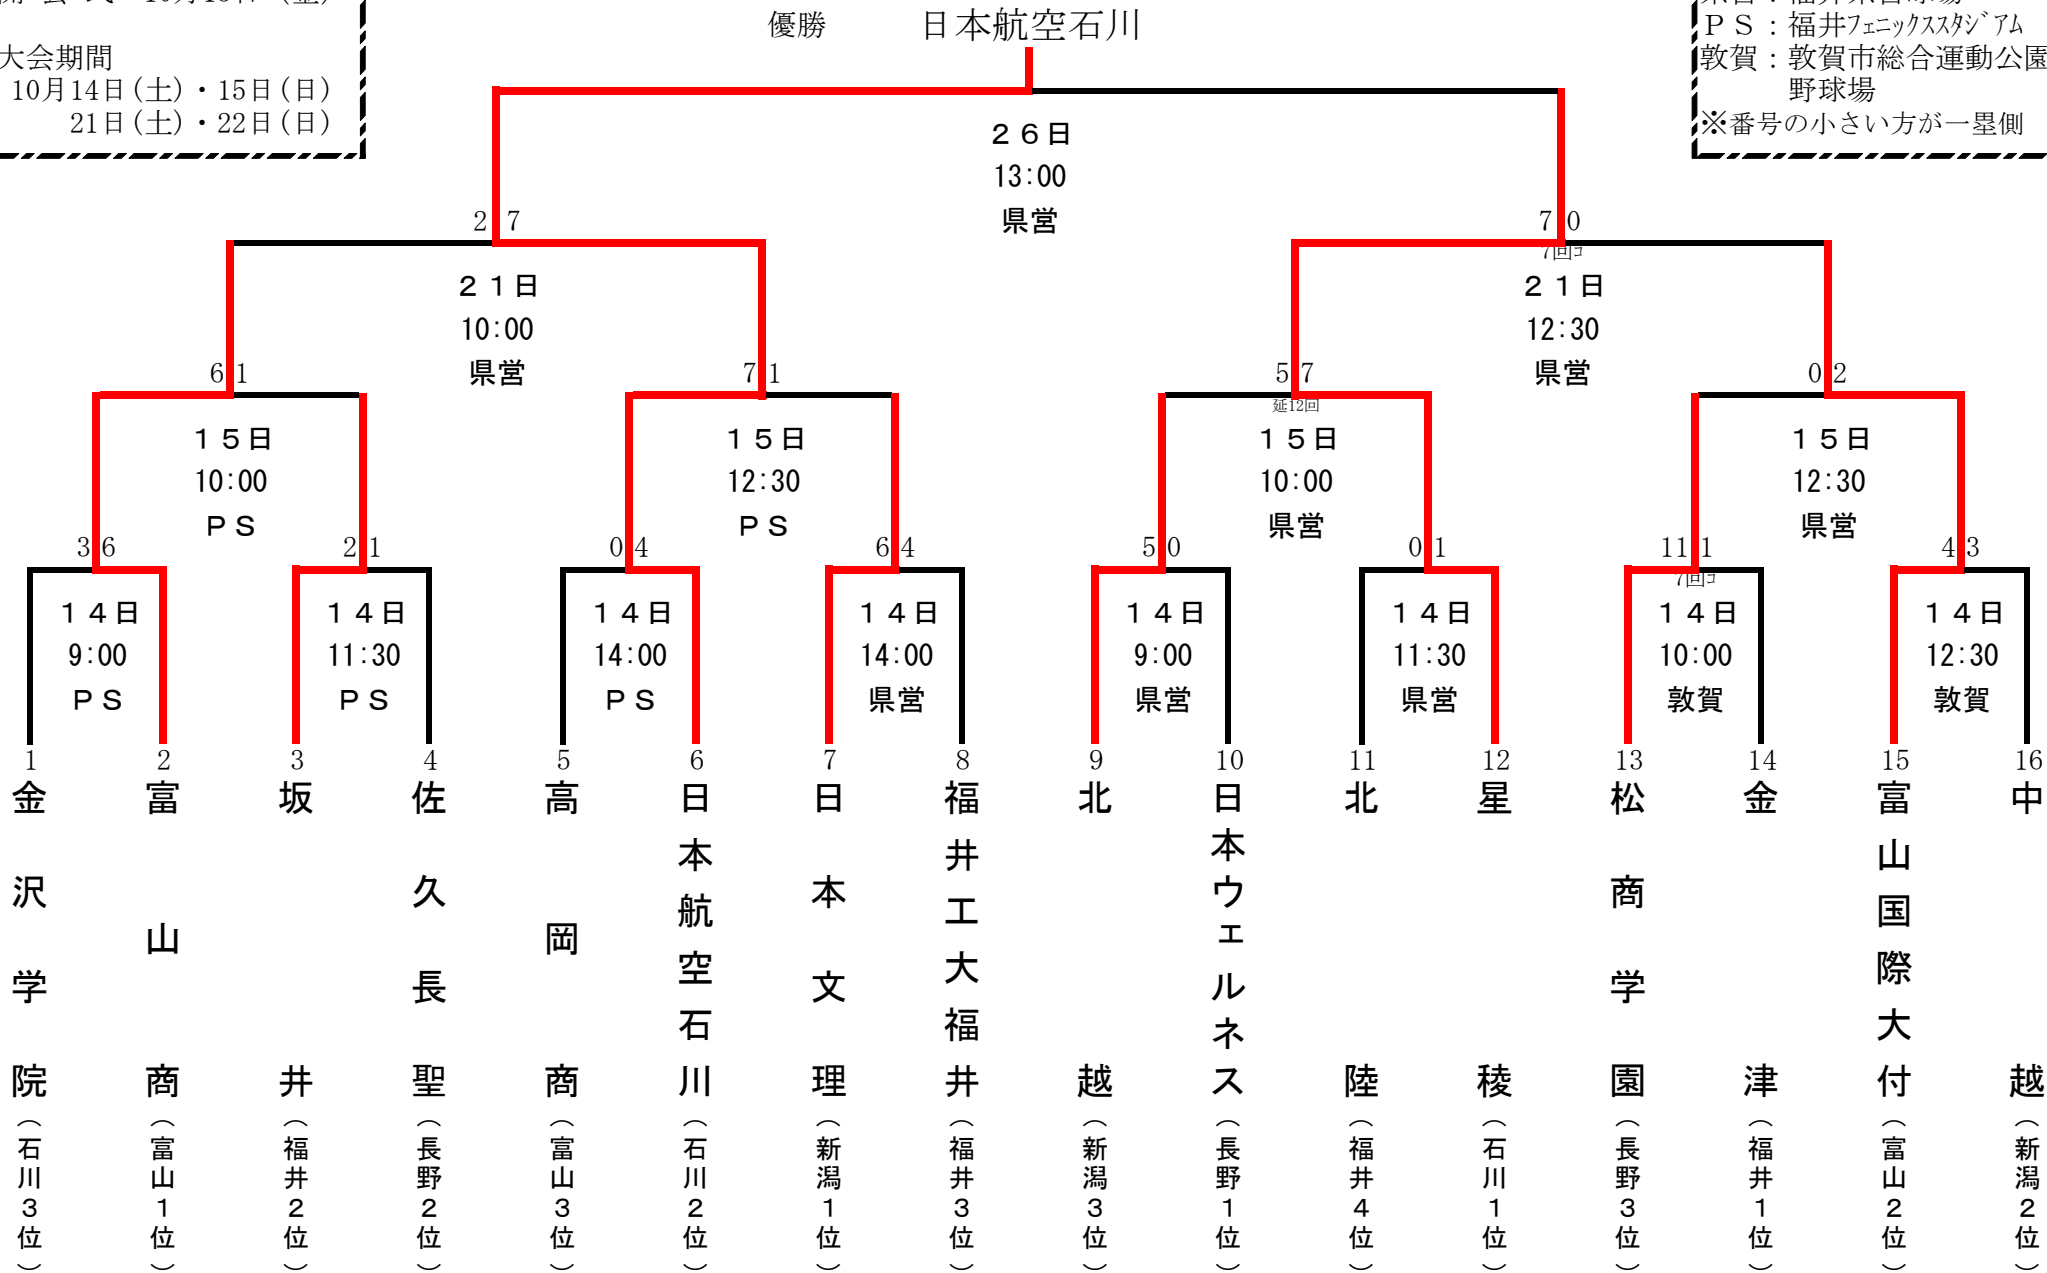 大会期間
10月14日(土)・15日(日)
21日(土)・22日(日)
優勝 日本航空石川
ＰＳ：福井フェニックススタジアム
敦賀：敦賀市総合運動公園
野球場
※番号の小さい方が一塁側
２６日
13:00
県営
2 7
7 0
7回コ
２１日
10:00
県営
２１日
12:30
県営
6 1
7 1
5 7
延12回
0 2
１５日
10:00
ＰＳ
１５日
12:30
ＰＳ
１５日
10:00
県営
１５日
12:30
県営
3 6
2 1
0 4
6 4
5 0
0 1
11 1
7回コ
4 3
１４日
9:00
ＰＳ
１４日
11:30
ＰＳ
１４日
14:00
ＰＳ
１４日
14:00
県営
１４日
9:00
県営
１４日
11:30
県営
１４日
10:00
敦賀
１４日
12:30
敦賀
1
金沢学院（石川３位）
2
富山商（富山１位）
3
坂井（福井２位）
4
佐久長聖（長野２位）
5
高岡商（富山３位）
6
日本航空石川（石川２位）
7
日本文理（新潟１位）
8
福井工大福井（福井３位）
9
北越（新潟３位）
10
日本ウェルネス（長野１位）
11
北陸（福井４位）
12
星稜（石川１位）
13
松商学園（長野３位）
14
金津（福井１位）
15
富山国際大付（富山２位）
16
中越（新潟２位）